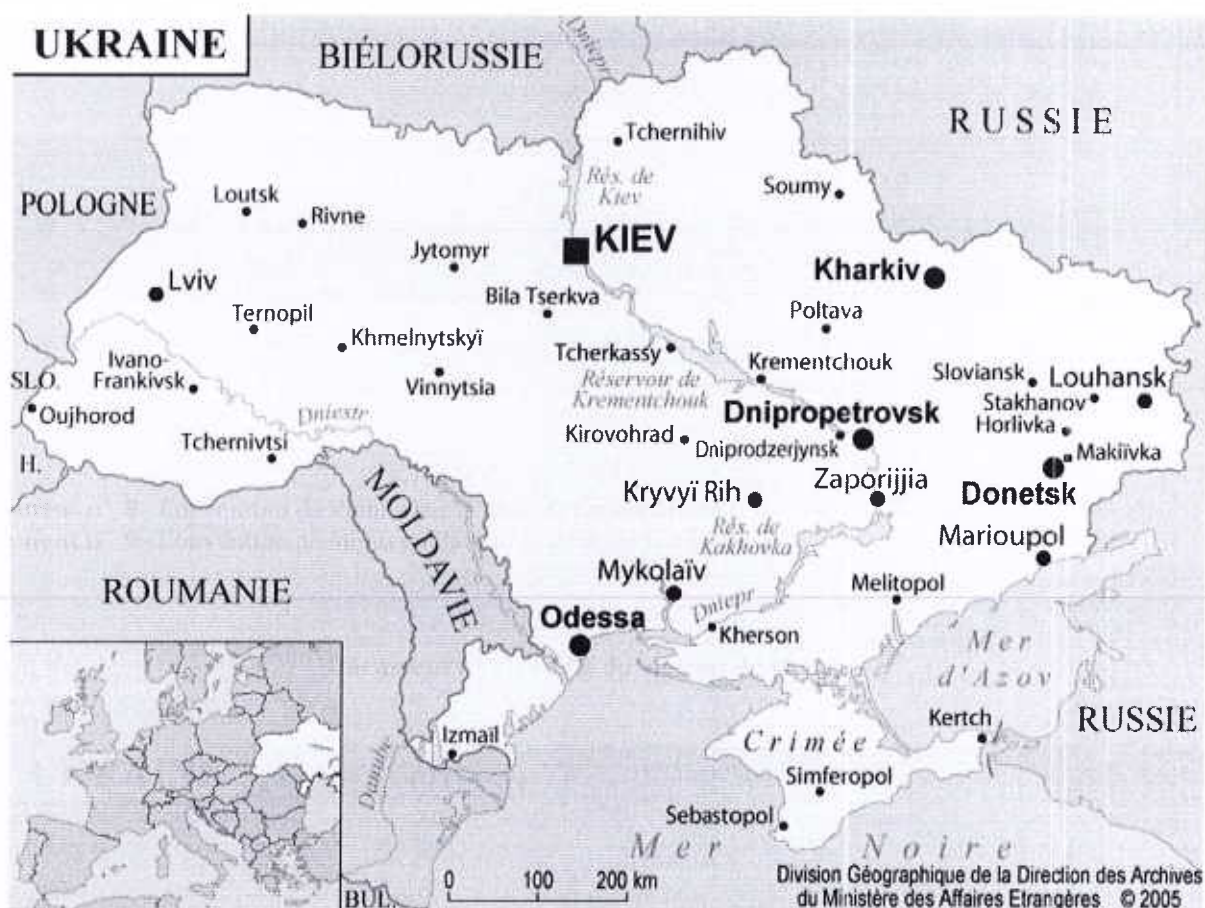 UKRAINE
BIÉLORUSSIE
Dniepr
RUSSIE
Tchernihiv
Rés. de
Kiev
Soumy
POLOGNE
Loutsk
Rivne
KIEV
Jytomyr
Kharkiv
Lviv
Bila Tserkva
Ternopil
Poltava
Khmelnytskyï
Tcherkassy
Krementchouk
Ivano-
Frankivsk
Vinnytsia
Réservoir de
Krementchouk
Sloviansk
Louhansk
SLO.
Stakhanov
Oujhorod
Dniestr
Dnipropetrovsk
Horlivka
Tchernivtsi
Kirovohrad
Dniprodzerjynsk
Makiïvka
H.
Zaporijjia
Donetsk
Kryvyï Rih
MOLDAVIE
Rés. de
Kakhovka
Marioupol
ROUMANIE
Mykolaïv
Melitopol
Dniepr
Odessa
Kherson
Mer
d'Azov
RUSSIE
Kertch
Izmail
Crimée
Danube
Simferopol
Sebastopol
Mer Noire
0 100 200 km
BUL.
Division Géographique de la Direction des Archives
du Ministère des Affaires Etrangères © 2005